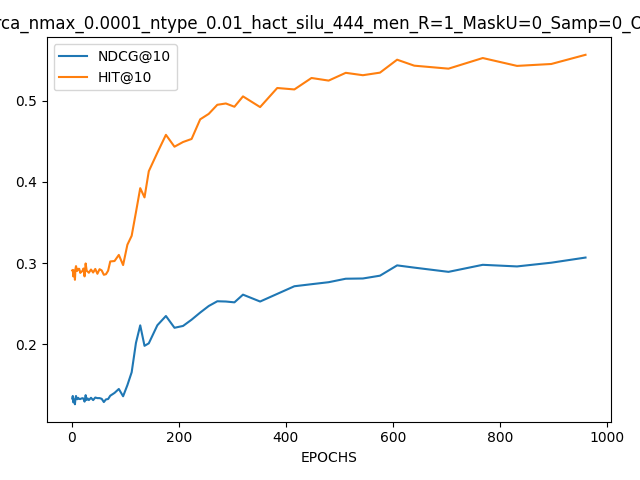 rca_nmax_0.0001_ntype_0.01_hact_silu_444_men_R=1_MaskU=0_Samp=0_C
NDCG@10
HIT@10
0.5
0.4
0.3
0.2
0 200 400 600 800 1000
EPOCHS